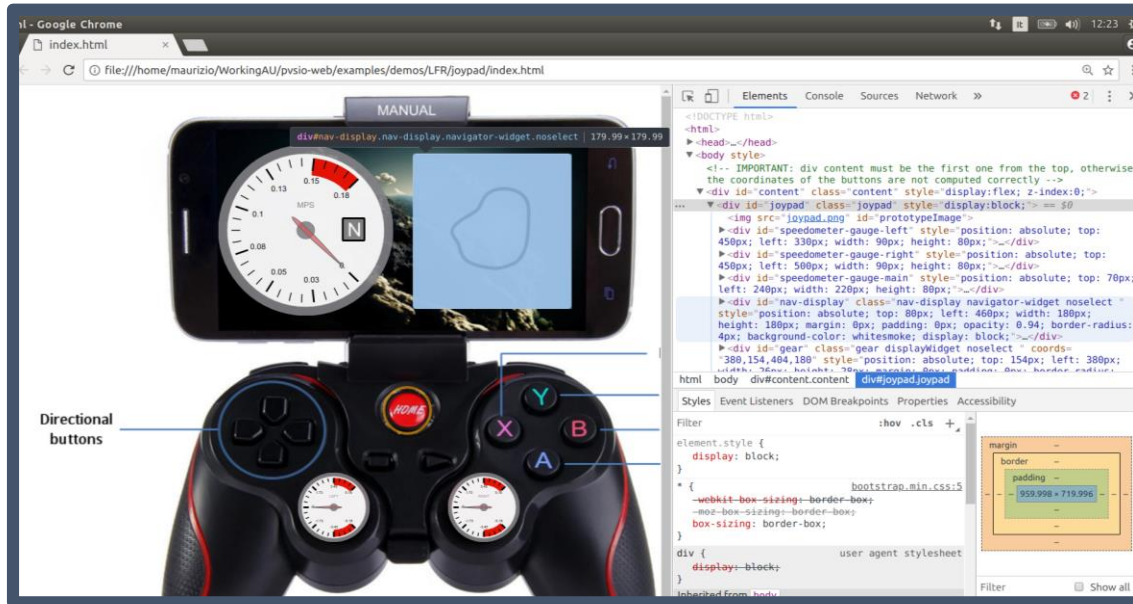 ml - Google Chrome
It
12:23
index.html
file:///home/maurizio/WorkingAU/pvsio-web/examples/demos/LFR/joypad/index.html
MANUAL
div#nav-display.nav-display.navigator-widget.noselect | 179.99×179.99
0.15
0.13
0.18
MPS
0.1
N
0.08
0.05
0.03
0
Directional
buttons
HOME
Y
X
B
A
Elements Console Sources Network » 2
<!DOCTYPE html>
<html>
<head>…</head>
<body style>
<!-- IMPORTANT: div content must be the first one from the top, otherwise
the coordinates of the buttons are not computed correctly -->
<div id="content" class="content" style="display:flex; z-index:0;">
… <div id="joypad" class="joypad" style="display:block;"> == $0
<img src="joypad.png" id="prototypeImage">
<div id="speedometer-gauge-left" style="position: absolute; top:
450px; left: 330px; width: 90px; height: 80px;">…</div>
<div id="speedometer-gauge-right" style="position: absolute; top:
450px; left: 500px; width: 90px; height: 80px;">…</div>
<div id="speedometer-gauge-main" style="position: absolute; top: 70px;
left: 240px; width: 220px; height: 80px;">…</div>
<div id="nav-display" class="nav-display navigator-widget noselect "
style="position: absolute; top: 80px; left: 460px; width: 180px;
height: 180px; margin: 0px; padding: 0px; opacity: 0.94; border-radius:
4px; background-color: whitesmoke; display: block;">…</div>
<div id="gear" class="gear displayWidget noselect " coords=
"380,154,404,180" style="position: absolute; top: 154px; left: 380px;
width: 26px; height: 28px; margin: 0px; padding: 0px; border-radius:
html body div#content.content div#joypad.joypad
Styles Event Listeners DOM Breakpoints Properties Accessibility
Filter :hov .cls +
element.style {
display: block;
}
* { bootstrap.min.css:5
-webkit-box-sizing: border-box;
-moz-box-sizing: border-box;
box-sizing: border-box;
}
div { user agent stylesheet
display: block;
}
Inherited from body
margin –
border –
padding –
– – – 959.998 × 719.996 – – –
–
–
–
Filter Show all